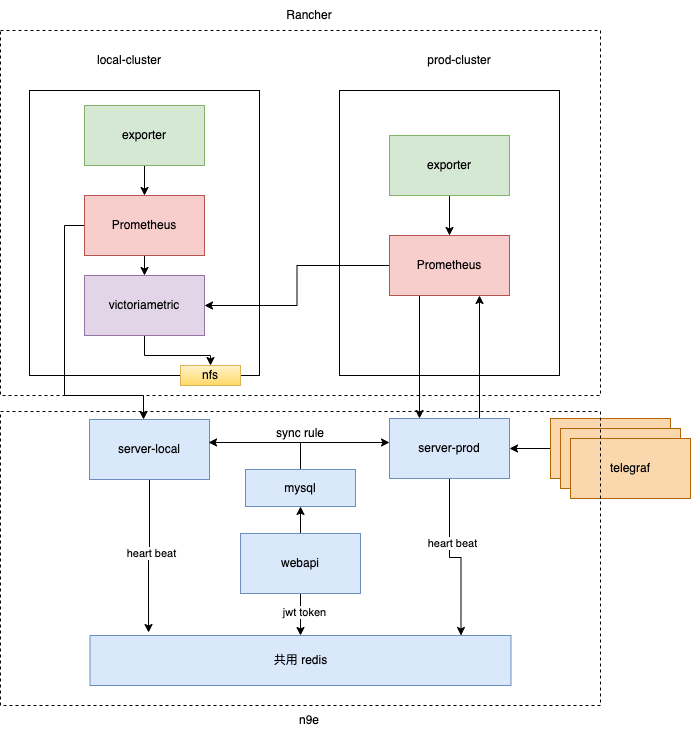 Rancher
local-cluster
prod-cluster
exporter
exporter
Prometheus
Prometheus
victoriametric
nfs
sync rule
server-local
server-prod
telegraf
mysql
heart beat
heart beat
webapi
jwt token
共用 redis
n9e